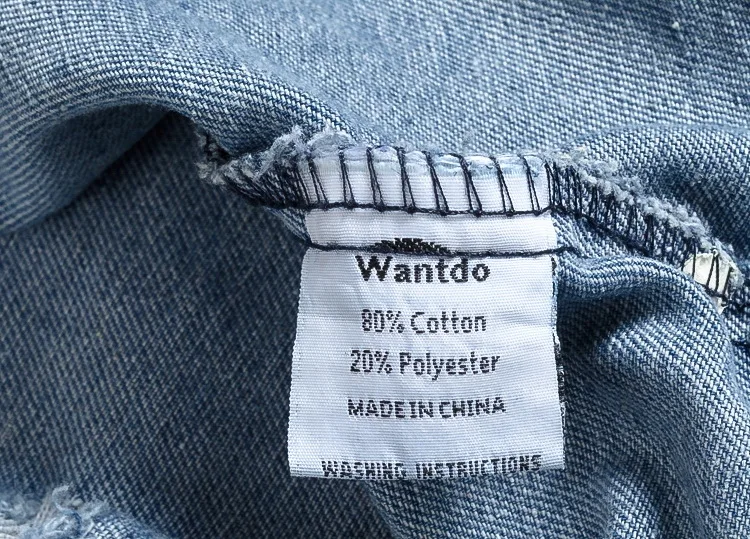 Wantdo
80% Cotton
20% Polyester
MADE IN CHINA
WASHING INSTRUCTIONS